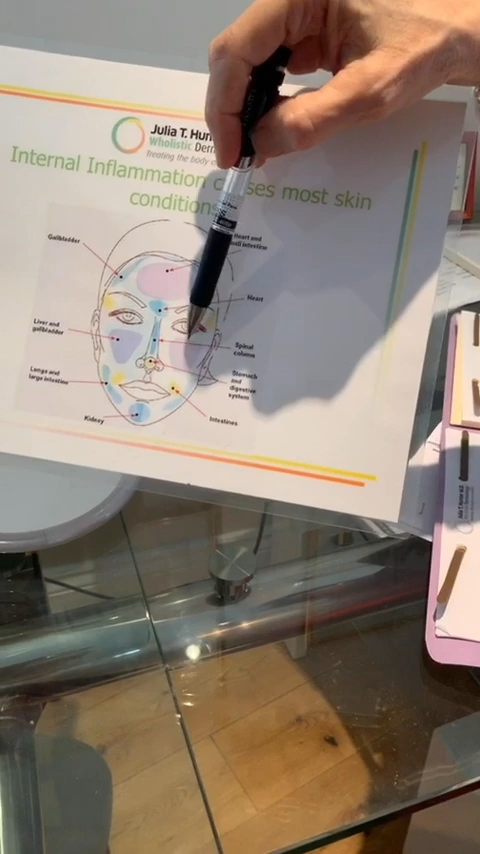 Julia T. Hun
Wholistic Derm
Treating the body
Internal Inflammation c ses most skin
condition
Gallbladder
Heart and
small intestine
Heart
Liver and
gallbladder
Spinal
column
Lungs and
large intestine
Stomach
and
digestive
system
Kidney
Intestines